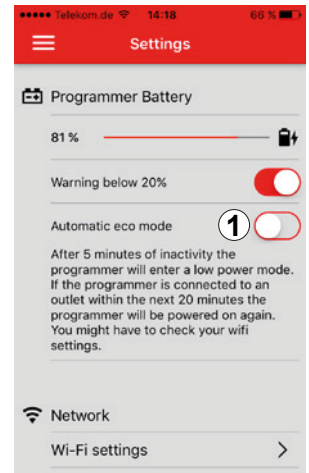 Telekom.de 14:18 66 %
Settings
Programmer Battery
81 %
Warning below 20%
Automatic eco mode 1
After 5 minutes of inactivity the
programmer will enter a low power mode.
If the programmer is connected to an
outlet within the next 20 minutes the
programmer will be powered on again.
You might have to check your wifi
settings.
Network
Wi-Fi settings